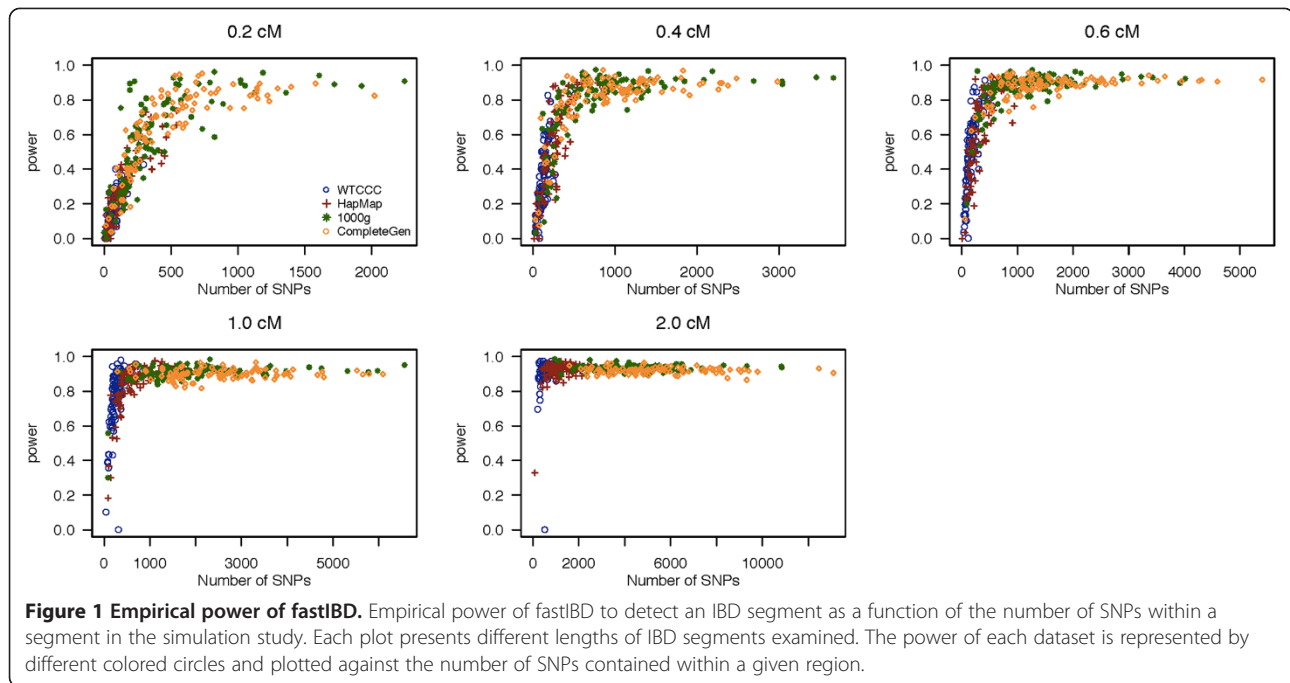 0.2 cM
1.0
0.8
0.6
0.4
0.2
0.0
power
WTCCC
HapMap
1000g
CompleteGen
0 500 1000 1500 2000
Number of SNPs
0.4 cM
1.0
0.8
0.6
0.4
0.2
0.0
power
0 1000 2000 3000
Number of SNPs
0.6 cM
1.0
0.8
0.6
0.4
0.2
0.0
power
0 1000 2000 3000 4000 5000
Number of SNPs
1.0 cM
1.0
0.8
0.6
0.4
0.2
0.0
power
0 1000 3000 5000
Number of SNPs
2.0 cM
1.0
0.8
0.6
0.4
0.2
0.0
power
0 2000 6000 10000
Number of SNPs
Figure 1 Empirical power of fastIBD. Empirical power of fastIBD to detect an IBD segment as a function of the number of SNPs within a
segment in the simulation study. Each plot presents different lengths of IBD segments examined. The power of each dataset is represented by
different colored circles and plotted against the number of SNPs contained within a given region.